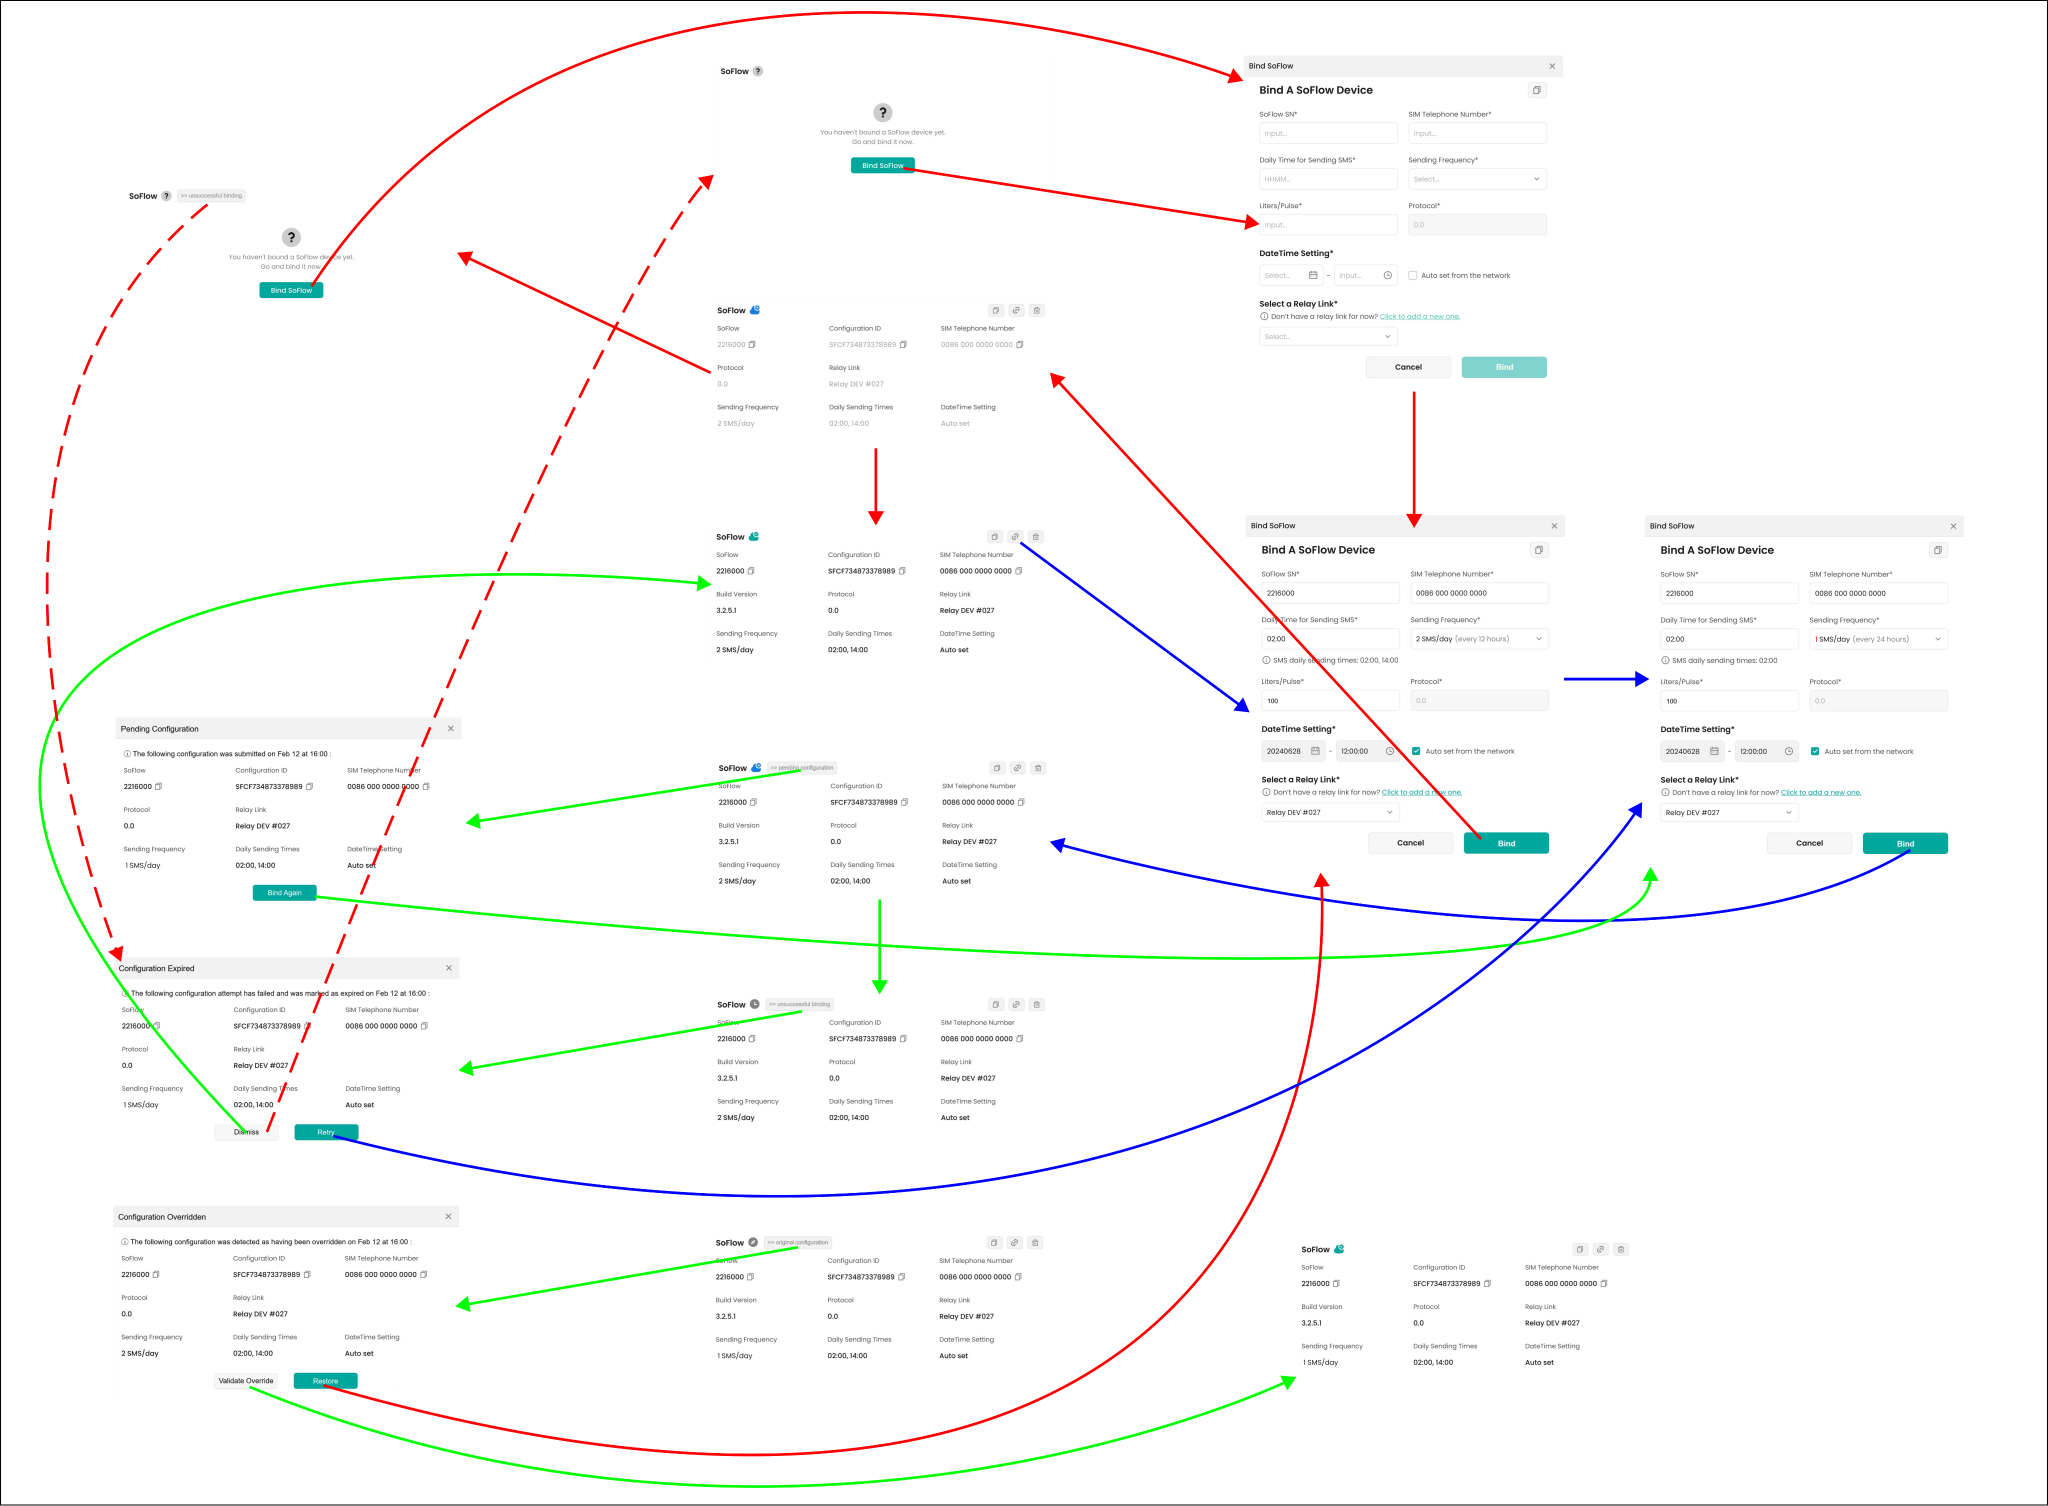 SoFlow ?
?
You haven't bound a SoFlow device yet.
Go and bind it now.
Bind SoFlow
Bind SoFlow
Bind A SoFlow Device
SoFlow SN* SIM Telephone Number*
Input... Input...
Daily Time for Sending SMS* Sending Frequency*
HHMM... Select...
Liters/Pulse* Protocol*
Input... 0.0
DateTime Setting*
Select... - Input... Auto set from the network
Select a Relay Link*
Don't have a relay link for now? Click to add a new one.
Select...
Cancel Bind
SoFlow ? >> unsuccessful binding
?
You haven't bound a SoFlow device yet.
Go and bind it now.
Bind SoFlow
SoFlow
SoFlow Configuration ID SIM Telephone Number
2216000 SFCF734873378989 0086 000 0000 0000
Protocol Relay Link
0.0 Relay DEV #027
Sending Frequency Daily Sending Times DateTime Setting
2 SMS/day 02:00, 14:00 Auto set
SoFlow
SoFlow Configuration ID SIM Telephone Number
2216000 SFCF734873378989 0086 000 0000 0000
Build Version Protocol Relay Link
3.2.5.1 0.0 Relay DEV #027
Sending Frequency Daily Sending Times DateTime Setting
2 SMS/day 02:00, 14:00 Auto set
Bind SoFlow
Bind A SoFlow Device
SoFlow SN* SIM Telephone Number*
2216000 0086 000 0000 0000
Daily Time for Sending SMS* Sending Frequency*
02:00 2 SMS/day (every 12 hours)
SMS daily sending times: 02:00, 14:00
Liters/Pulse* Protocol*
100 0.0
DateTime Setting*
20240628 - 12:00:00 Auto set from the network
Select a Relay Link*
Don't have a relay link for now? Click to add a new one.
Relay DEV #027
Cancel Bind
Bind SoFlow
Bind A SoFlow Device
SoFlow SN* SIM Telephone Number*
2216000 0086 000 0000 0000
Daily Time for Sending SMS* Sending Frequency*
02:00 1 SMS/day (every 24 hours)
SMS daily sending times: 02:00
Liters/Pulse* Protocol*
100 0.0
DateTime Setting*
20240628 - 12:00:00 Auto set from the network
Select a Relay Link*
Don't have a relay link for now? Click to add a new one.
Relay DEV #027
Cancel Bind
Pending Configuration
The following configuration was submitted on Feb 12 at 16:00 :
SoFlow Configuration ID SIM Telephone Number
2216000 SFCF734873378989 0086 000 0000 0000
Protocol Relay Link
0.0 Relay DEV #027
Sending Frequency Daily Sending Times DateTime Setting
1 SMS/day 02:00, 14:00 Auto set
Bind Again
SoFlow >> pending configuration
SoFlow Configuration ID SIM Telephone Number
2216000 SFCF734873378989 0086 000 0000 0000
Build Version Protocol Relay Link
3.2.5.1 0.0 Relay DEV #027
Sending Frequency Daily Sending Times DateTime Setting
2 SMS/day 02:00, 14:00 Auto set
Configuration Expired
The following configuration attempt has failed and was marked as expired on Feb 12 at 16:00 :
SoFlow Configuration ID SIM Telephone Number
2216000 SFCF734873378989 0086 000 0000 0000
Protocol Relay Link
0.0 Relay DEV #027
Sending Frequency Daily Sending Times DateTime Setting
1 SMS/day 02:00, 14:00 Auto set
Dismiss Retry
SoFlow >> unsuccessful binding
SoFlow Configuration ID SIM Telephone Number
2216000 SFCF734873378989 0086 000 0000 0000
Build Version Protocol Relay Link
3.2.5.1 0.0 Relay DEV #027
Sending Frequency Daily Sending Times DateTime Setting
2 SMS/day 02:00, 14:00 Auto set
Configuration Overridden
The following configuration was detected as having been overridden on Feb 12 at 16:00 :
SoFlow Configuration ID SIM Telephone Number
2216000 SFCF734873378989 0086 000 0000 0000
Protocol Relay Link
0.0 Relay DEV #027
Sending Frequency Daily Sending Times DateTime Setting
2 SMS/day 02:00, 14:00 Auto set
Validate Override Restore
SoFlow >> original configuration
SoFlow Configuration ID SIM Telephone Number
2216000 SFCF734873378989 0086 000 0000 0000
Build Version Protocol Relay Link
3.2.5.1 0.0 Relay DEV #027
Sending Frequency Daily Sending Times DateTime Setting
1 SMS/day 02:00, 14:00 Auto set
SoFlow
SoFlow Configuration ID SIM Telephone Number
2216000 SFCF734873378989 0086 000 0000 0000
Build Version Protocol Relay Link
3.2.5.1 0.0 Relay DEV #027
Sending Frequency Daily Sending Times DateTime Setting
1 SMS/day 02:00, 14:00 Auto set